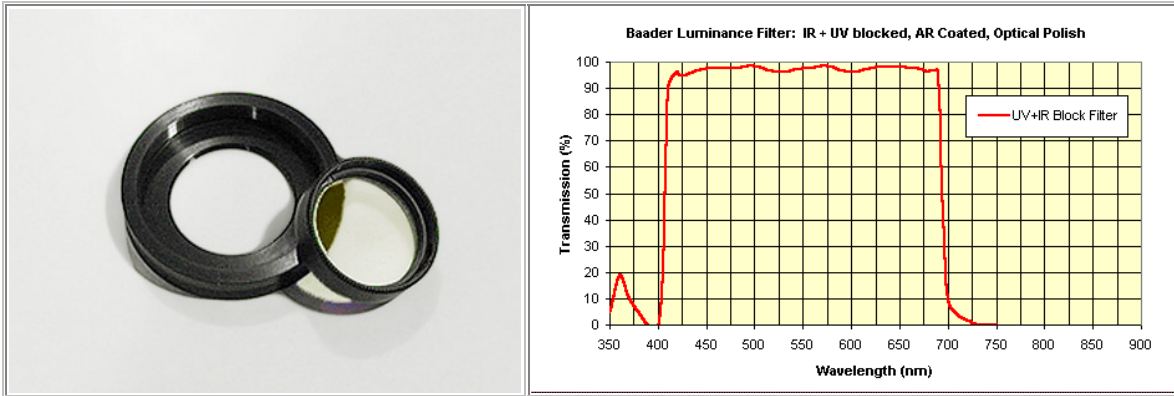 Baader Luminance Filter: IR + UV blocked, AR Coated, Optical Polish
100
90
80
70
60
50
40
30
20
10
0
Transmission (%)
UV+IR Block Filter
350 400 450 500 550 600 650 700 750 800 850 900
Wavelength (nm)